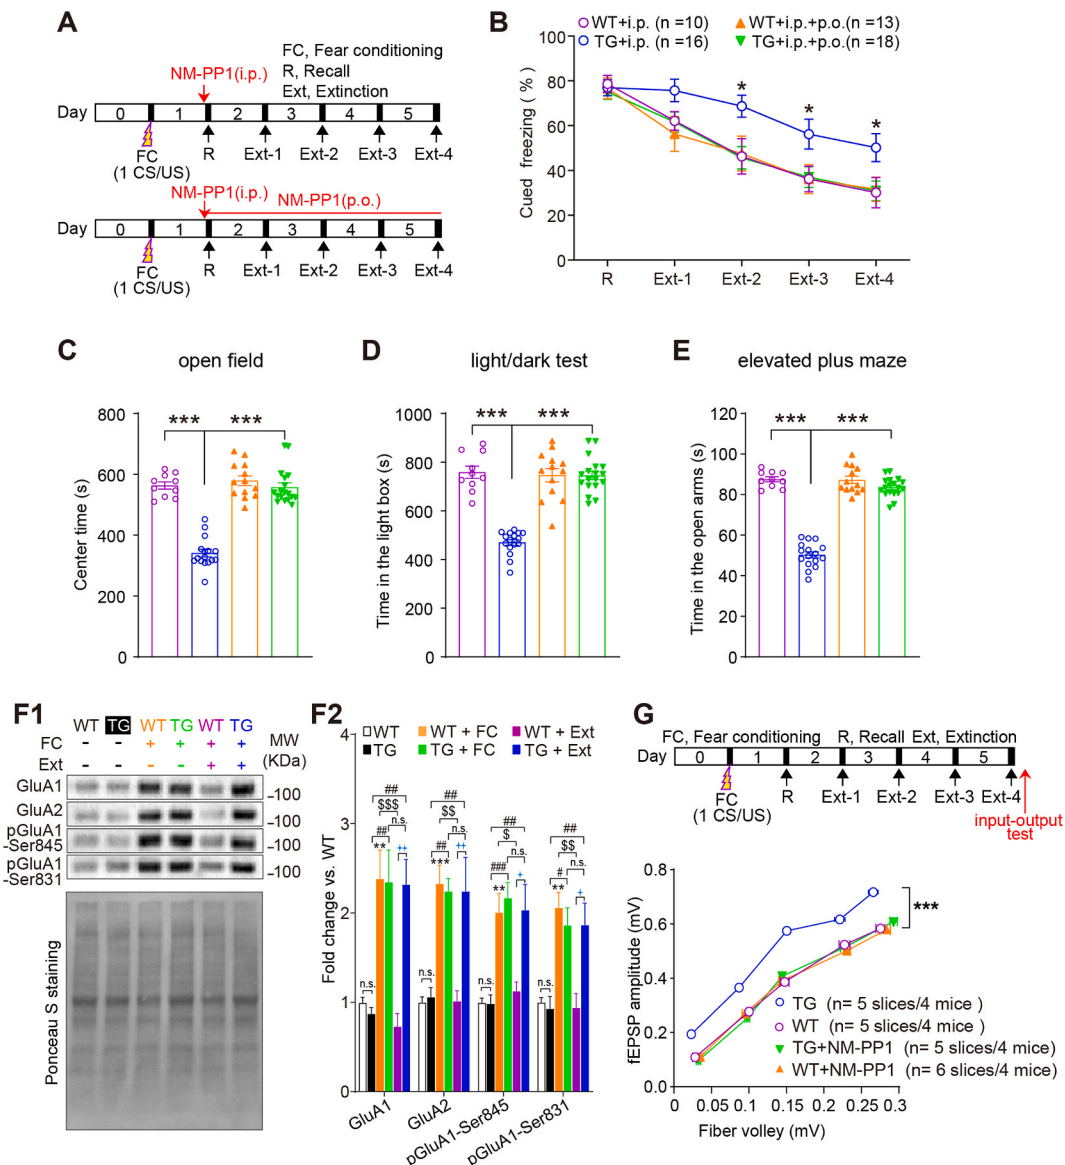 A
FC, Fear conditioning
R, Recall
Ext, Extinction
NM-PP1(i.p.)
Day 0 1 2 3 4 5
FC
(1 CS/US)
R Ext-1 Ext-2 Ext-3 Ext-4
NM-PP1(i.p.)
NM-PP1(p.o.)
Day 0 1 2 3 4 5
FC
(1 CS/US)
R Ext-1 Ext-2 Ext-3 Ext-4
B
WT+i.p. (n =10) WT+i.p.+p.o.(n =13)
TG+i.p. (n =16) TG+i.p.+p.o.(n =18)
Cued freezing ( % )
100
80
60
40
20
0
* * *
R Ext-1 Ext-2 Ext-3 Ext-4
C
open field
Center time (s)
800
600
400
200
0
*** ***
D
light/dark test
Time in the light box (s)
1000
800
600
400
200
0
*** ***
E
elevated plus maze
Time in the open arms (s)
120
100
80
60
40
20
0
*** ***
F1
WT TG WT TG WT TG
FC - - + + + + MW
Ext - - - - + + (KDa)
GluA1 -100
GluA2 -100
pGluA1
-Ser845 -100
pGluA1
-Ser831 -100
Ponceau S staining
F2
WT WT + FC WT + Ext
TG TG + FC TG + Ext
Fold change vs. WT
4
3
2
1
0
## ## ## ##
$$$ $$ $ $$
n.s. n.s. n.s. n.s.
## ## ### #
** *** ** **
++ ++ + +
n.s. n.s. n.s. n.s.
GluA1 GluA2 pGluA1-Ser845 pGluA1-Ser831
G
FC, Fear conditioning R, Recall Ext, Extinction
Day 0 1 2 3 4 5
FC
(1 CS/US)
R Ext-1 Ext-2 Ext-3 Ext-4
input-output
test
fEPSP amplitude (mV)
0.8
0.6
0.4
0.2
0.0
***
TG (n= 5 slices/4 mice )
WT (n= 5 slices/4 mice )
TG+NM-PP1 (n= 5 slices/4 mice)
WT+NM-PP1 (n= 6 slices/4 mice)
0 0.05 0.1 0.15 0.2 0.25 0.3
Fiber volley (mV)